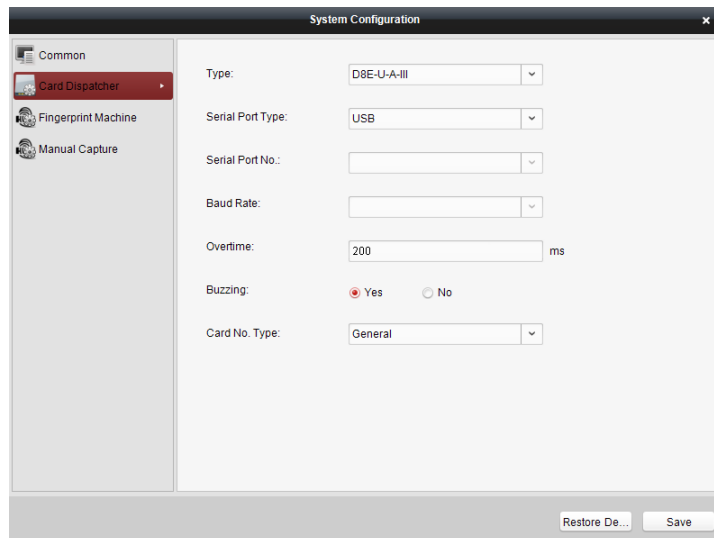 System Configuration
Common
Card Dispatcher
Fingerprint Machine
Manual Capture
Type: D8E-U-A-III
Serial Port Type: USB
Serial Port No.:
Baud Rate:
Overtime: 200 ms
Buzzing: Yes No
Card No. Type: General
Restore De... Save